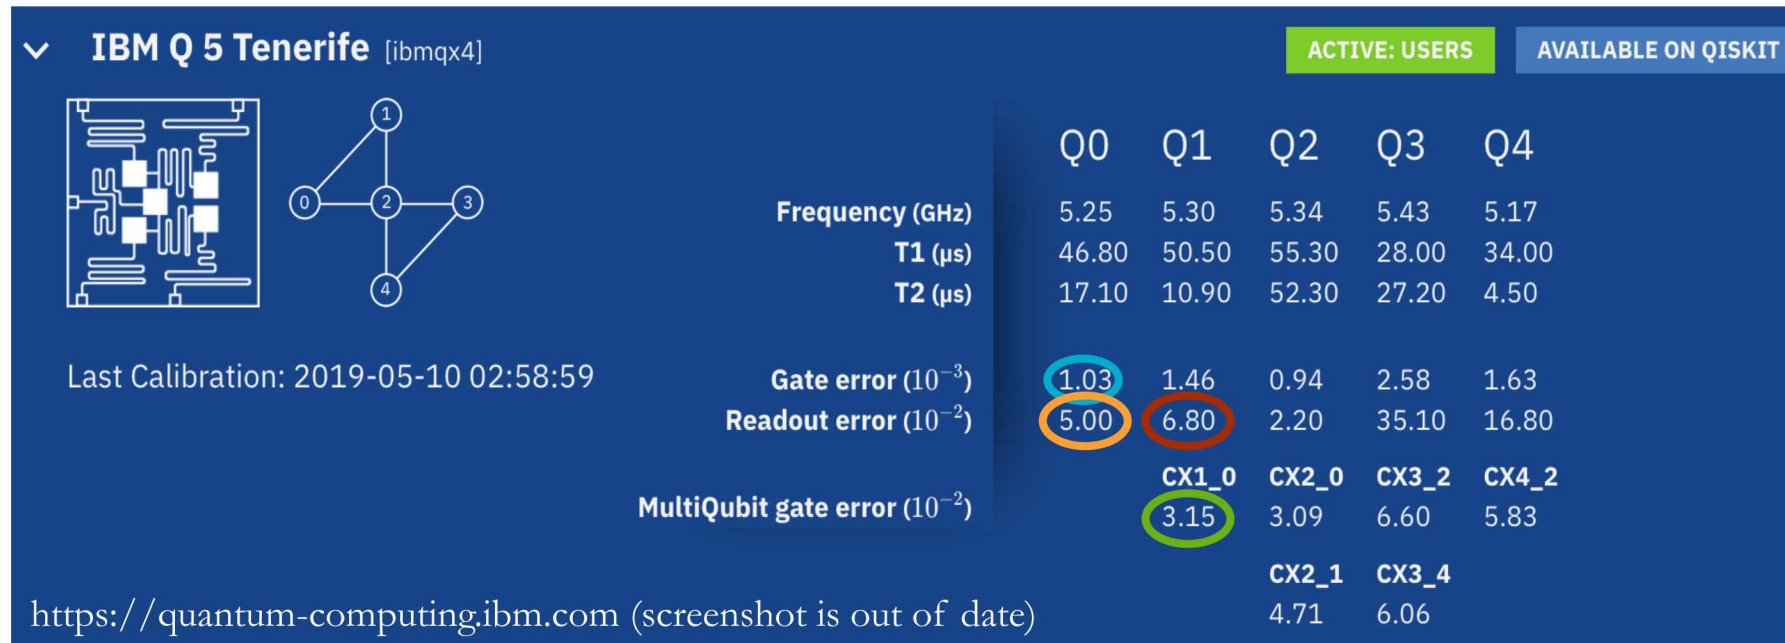 IBM Q 5 Tenerife [ibmqx4] ACTIVE: USERS AVAILABLE ON QISKIT
1
0 2 3
4
Q0 Q1 Q2 Q3 Q4
Frequency (GHz) 5.25 5.30 5.34 5.43 5.17
T1 (µs) 46.80 50.50 55.30 28.00 34.00
T2 (µs) 17.10 10.90 52.30 27.20 4.50
Last Calibration: 2019-05-10 02:58:59
Gate error (10⁻³) 1.03 1.46 0.94 2.58 1.63
Readout error (10⁻²) 5.00 6.80 2.20 35.10 16.80
CX1_0 CX2_0 CX3_2 CX4_2
MultiQubit gate error (10⁻²) 3.15 3.09 6.60 5.83
CX2_1 CX3_4
4.71 6.06
https://quantum-computing.ibm.com (screenshot is out of date)